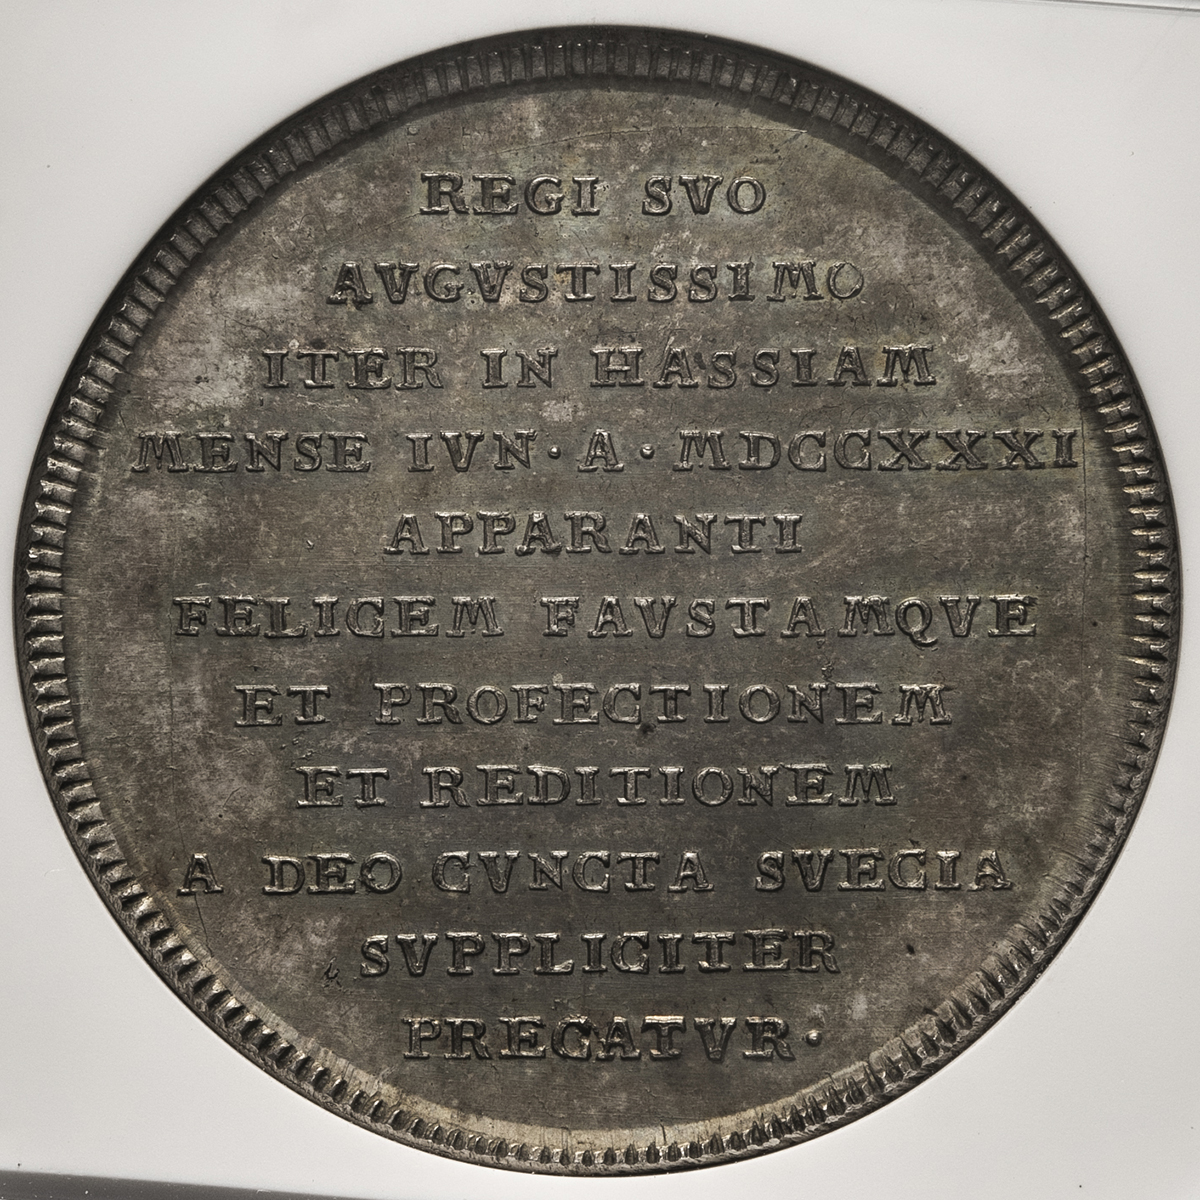 REGI SVO
AVGVSTISSIMO
ITER IN HASSIAM
MENSE IVN · A · MDCCXXXI
APPARANTI
FELICEM FAVSTAMQVE
ET PROFECTIONEM
ET REDITIONEM
A DEO CVNCTA SVECIA
SVPPLICITER
PRECATVR ·